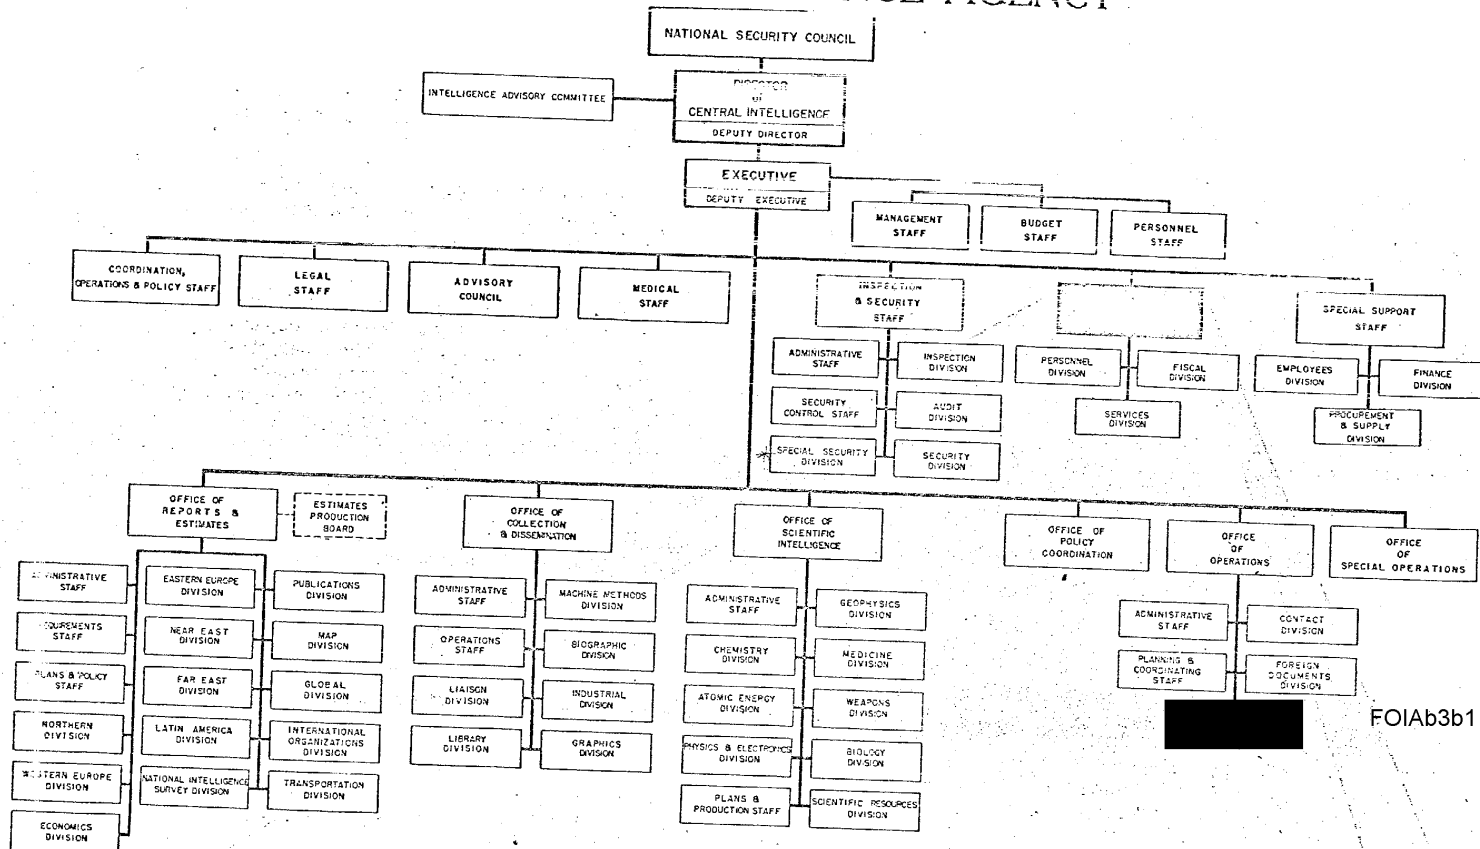 AGENCY
NATIONAL SECURITY COUNCIL
INTELLIGENCE ADVISORY COMMITTEE
DIRECTOR
OF
CENTRAL INTELLIGENCE
DEPUTY DIRECTOR
EXECUTIVE
DEPUTY EXECUTIVE
MANAGEMENT
STAFF
BUDGET
STAFF
PERSONNEL
STAFF
COORDINATION,
OPERATIONS & POLICY STAFF
LEGAL
STAFF
ADVISORY
COUNCIL
MEDICAL
STAFF
INSPECTION
& SECURITY
STAFF
SPECIAL SUPPORT
STAFF
ADMINISTRATIVE
STAFF
INSPECTION
DIVISION
SECURITY
CONTROL STAFF
AUDIT
DIVISION
SPECIAL SECURITY
DIVISION
SECURITY
DIVISION
PERSONNEL
DIVISION
FISCAL
DIVISION
SERVICES
DIVISION
EMPLOYEES
DIVISION
FINANCE
DIVISION
PROCUREMENT
& SUPPLY
DIVISION
OFFICE OF
REPORTS &
ESTIMATES
ESTIMATES
PRODUCTION
BOARD
OFFICE OF
COLLECTION
& DISSEMINATION
OFFICE OF
SCIENTIFIC
INTELLIGENCE
OFFICE OF
POLICY
COORDINATION
OFFICE
OF
OPERATIONS
OFFICE
OF
SPECIAL OPERATIONS
ADMINISTRATIVE
STAFF
REQUIREMENTS
STAFF
PLANS & POLICY
STAFF
NORTHERN
DIVISION
WESTERN EUROPE
DIVISION
ECONOMICS
DIVISION
EASTERN EUROPE
DIVISION
NEAR EAST
DIVISION
FAR EAST
DIVISION
LATIN AMERICA
DIVISION
NATIONAL INTELLIGENCE
SURVEY DIVISION
PUBLICATIONS
DIVISION
MAP
DIVISION
GLOBAL
DIVISION
INTERNATIONAL
ORGANIZATIONS
DIVISION
TRANSPORTATION
DIVISION
ADMINISTRATIVE
STAFF
OPERATIONS
STAFF
LIAISON
DIVISION
LIBRARY
DIVISION
MACHINE METHODS
DIVISION
BIOGRAPHIC
DIVISION
INDUSTRIAL
DIVISION
GRAPHICS
DIVISION
ADMINISTRATIVE
STAFF
CHEMISTRY
DIVISION
ATOMIC ENERGY
DIVISION
PHYSICS & ELECTRONICS
DIVISION
PLANS &
PRODUCTION STAFF
GEOPHYSICS
DIVISION
MEDICINE
DIVISION
WEAPONS
DIVISION
BIOLOGY
DIVISION
SCIENTIFIC RESOURCES
DIVISION
ADMINISTRATIVE
STAFF
CONTACT
DIVISION
PLANNING &
COORDINATING
STAFF
FOREIGN
DOCUMENTS
DIVISION
FOIAb3b1